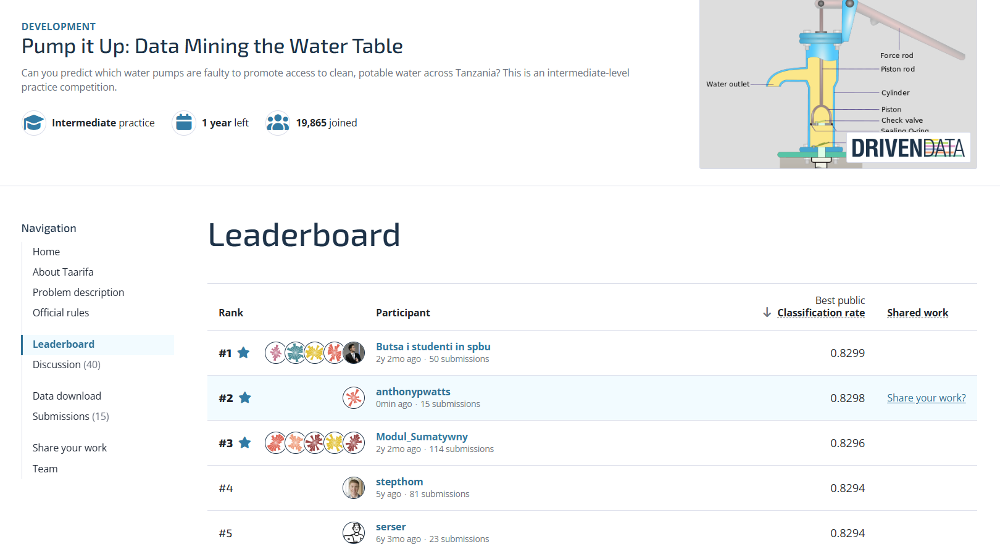 DEVELOPMENT
Pump it Up: Data Mining the Water Table
Can you predict which water pumps are faulty to promote access to clean, potable water across Tanzania? This is an intermediate-level
practice competition.
Intermediate practice
1 year left
19,865 joined
Force rod
Piston rod
Water outlet
Cylinder
Piston
Check valve
Sealing O-ring
DRIVENDATA
Navigation
Home
About Taarifa
Problem description
Official rules
Leaderboard
Discussion (40)
Data download
Submissions (15)
Share your work
Team
Leaderboard
Rank
Participant
Best public
Classification rate
Shared work
#1
Butsa i studenti in spbu
2y 2mo ago · 50 submissions
0.8299
#2
anthonypwatts
0min ago · 15 submissions
0.8298
Share your work?
#3
Modul_Sumatywny
2y 2mo ago · 114 submissions
0.8296
#4
stepthom
5y ago · 81 submissions
0.8294
#5
serser
6y 3mo ago · 23 submissions
0.8294